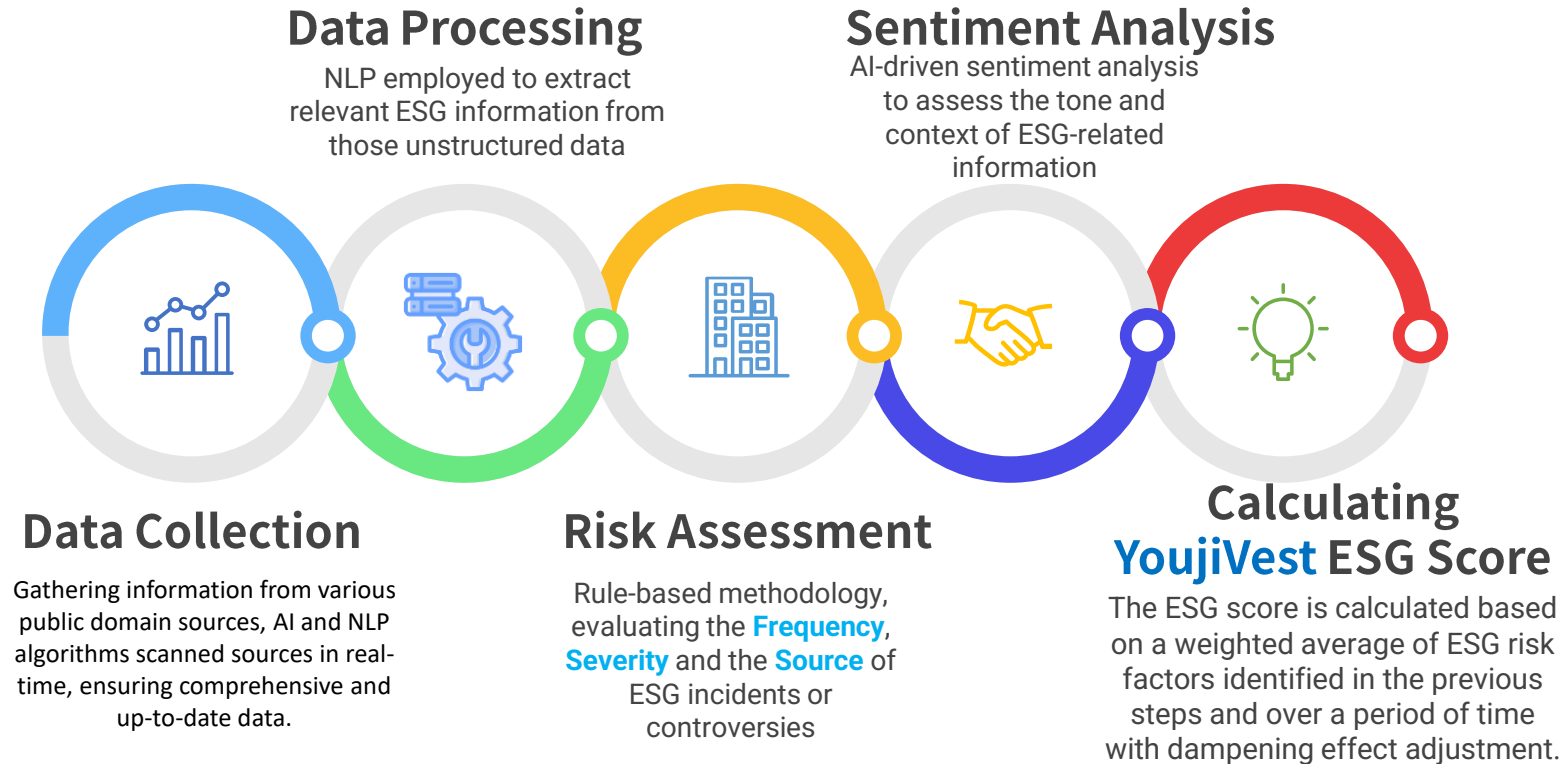 Data Processing
NLP employed to extract
relevant ESG information from
those unstructured data
Sentiment Analysis
AI-driven sentiment analysis
to assess the tone and
context of ESG-related
information
Data Collection
Gathering information from various
public domain sources, AI and NLP
algorithms scanned sources in real-
time, ensuring comprehensive and
up-to-date data.
Risk Assessment
Rule-based methodology,
evaluating the Frequency,
Severity and the Source of
ESG incidents or
controversies
Calculating
YoujiVest ESG Score
The ESG score is calculated based
on a weighted average of ESG risk
factors identified in the previous
steps and over a period of time
with dampening effect adjustment.